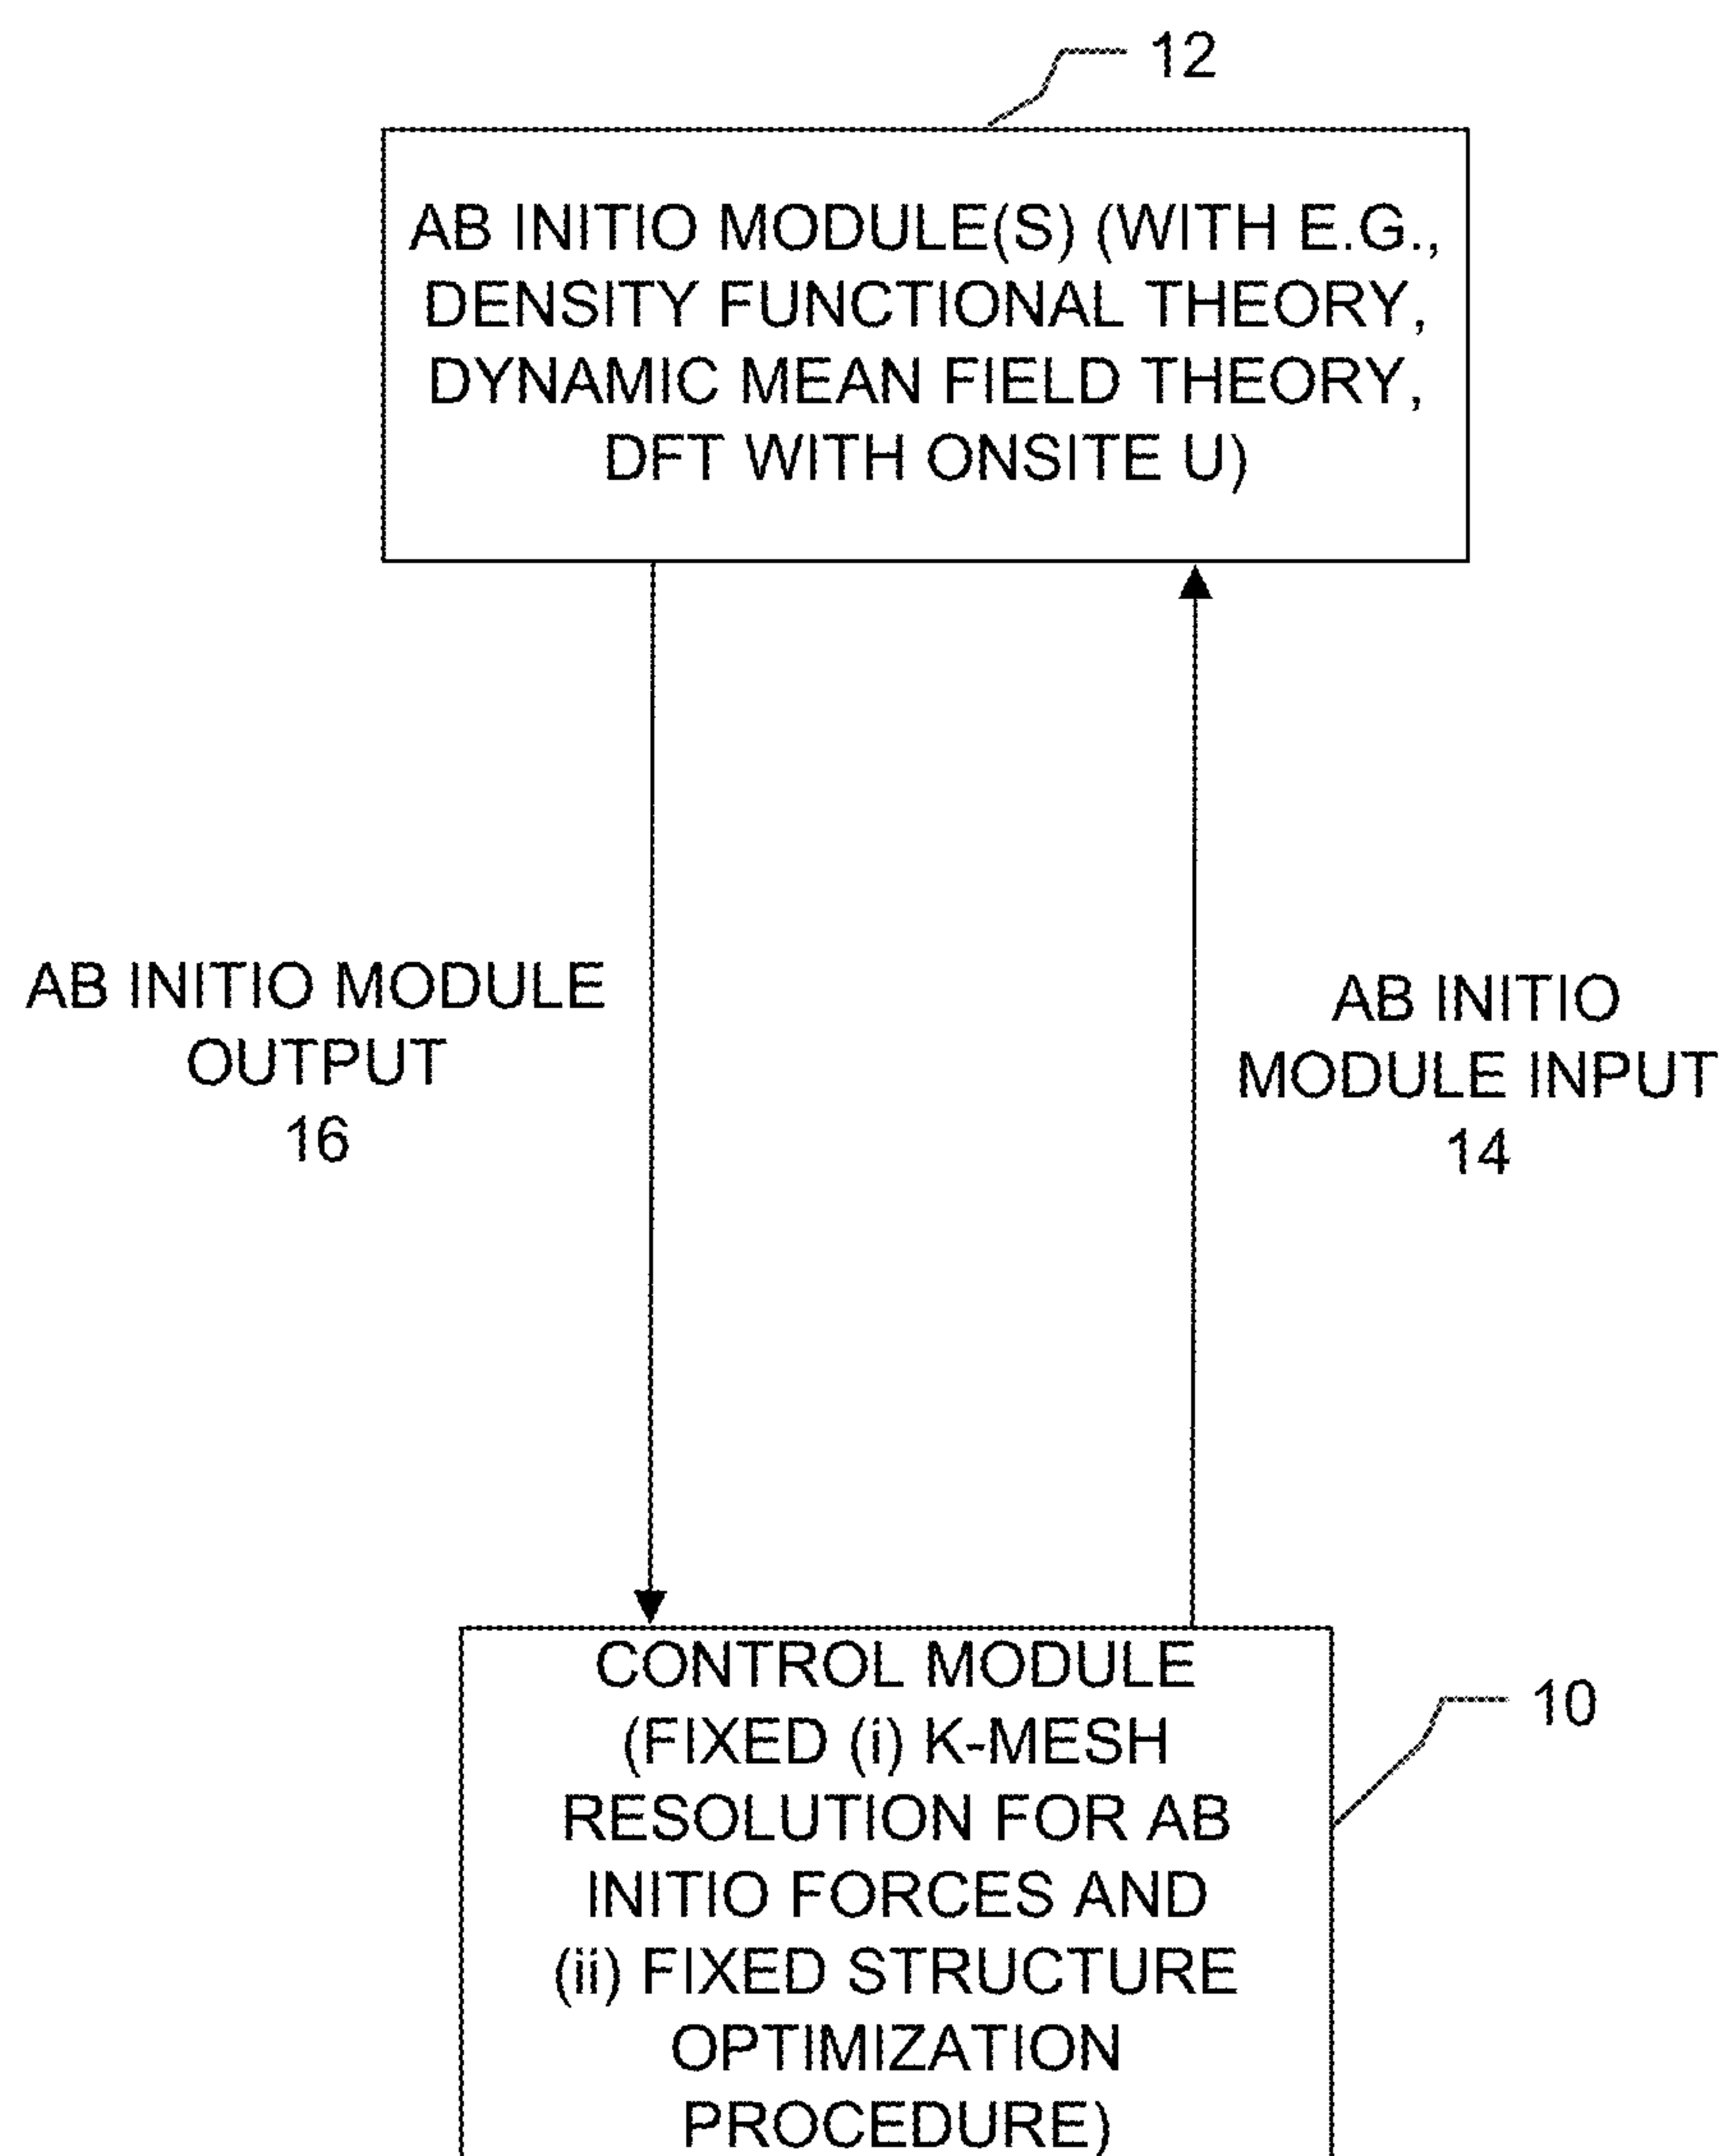 12
AB INITIO MODULE(S) (WITH E.G.,
DENSITY FUNCTIONAL THEORY,
DYNAMIC MEAN FIELD THEORY,
DFT WITH ONSITE U)
AB INITIO MODULE
OUTPUT
16
AB INITIO
MODULE INPUT
14
CONTROL MODULE
(FIXED (i) K-MESH
RESOLUTION FOR AB
INITIO FORCES AND
(ii) FIXED STRUCTURE
OPTIMIZATION
PROCEDURE)
10